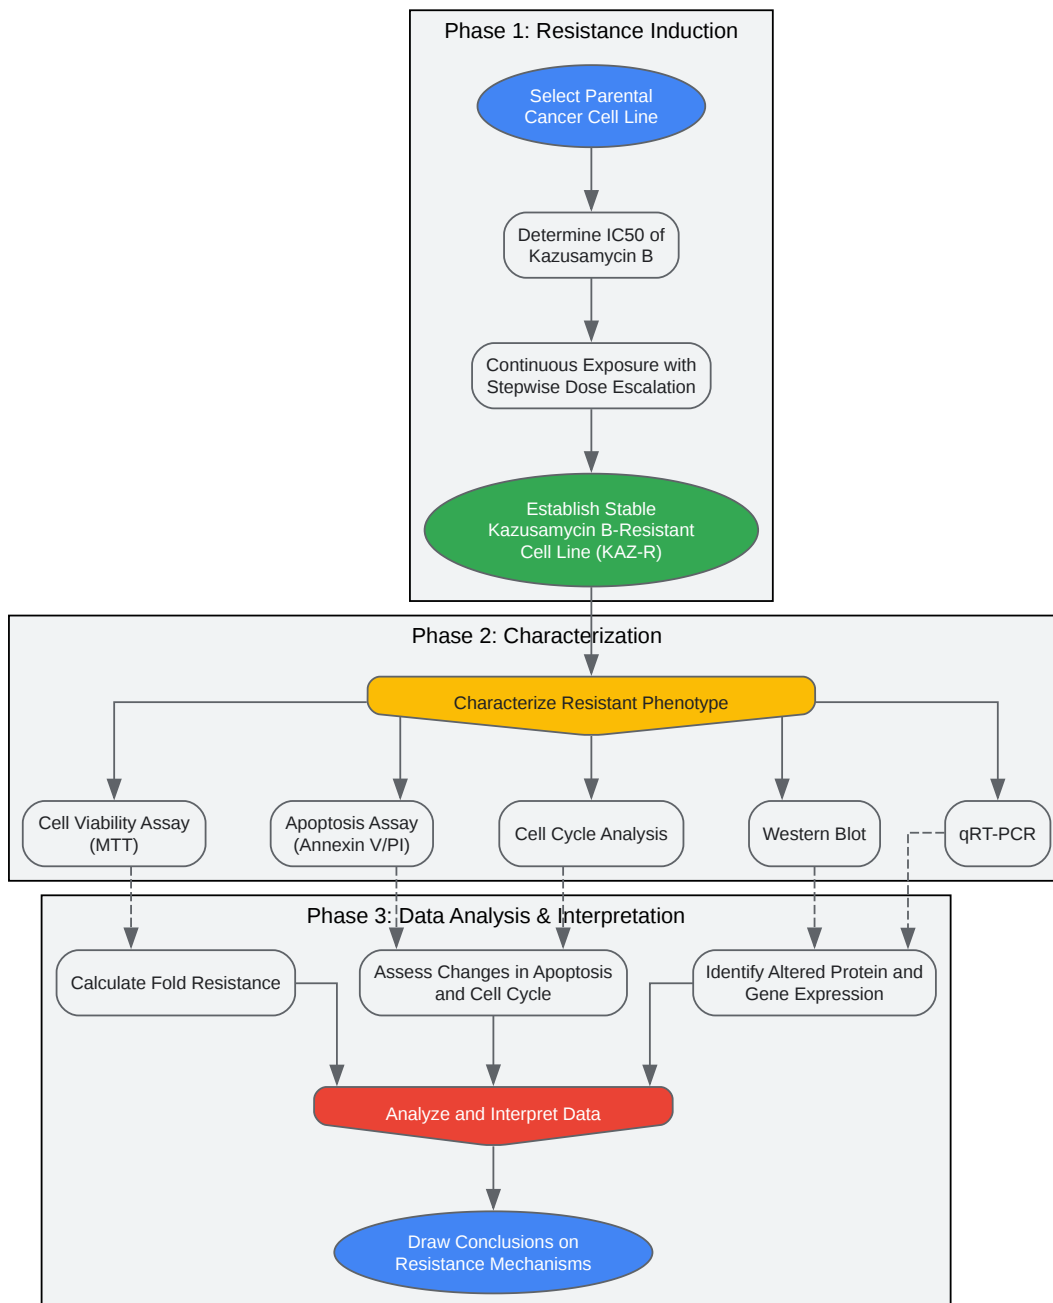 Phase 1: Resistance Induction
Select Parental
Cancer Cell Line
Determine IC50 of
Kazusamycin B
Continuous Exposure with
Stepwise Dose Escalation
Establish Stable
Kazusamycin B-Resistant
Cell Line (KAZ-R)
Phase 2: Characterization
Characterize Resistant Phenotype
Cell Viability Assay
(MTT)
Apoptosis Assay
(Annexin V/PI)
Cell Cycle Analysis
Western Blot
qRT-PCR
Phase 3: Data Analysis & Interpretation
Calculate Fold Resistance
Assess Changes in Apoptosis
and Cell Cycle
Identify Altered Protein and
Gene Expression
Analyze and Interpret Data
Draw Conclusions on
Resistance Mechanisms